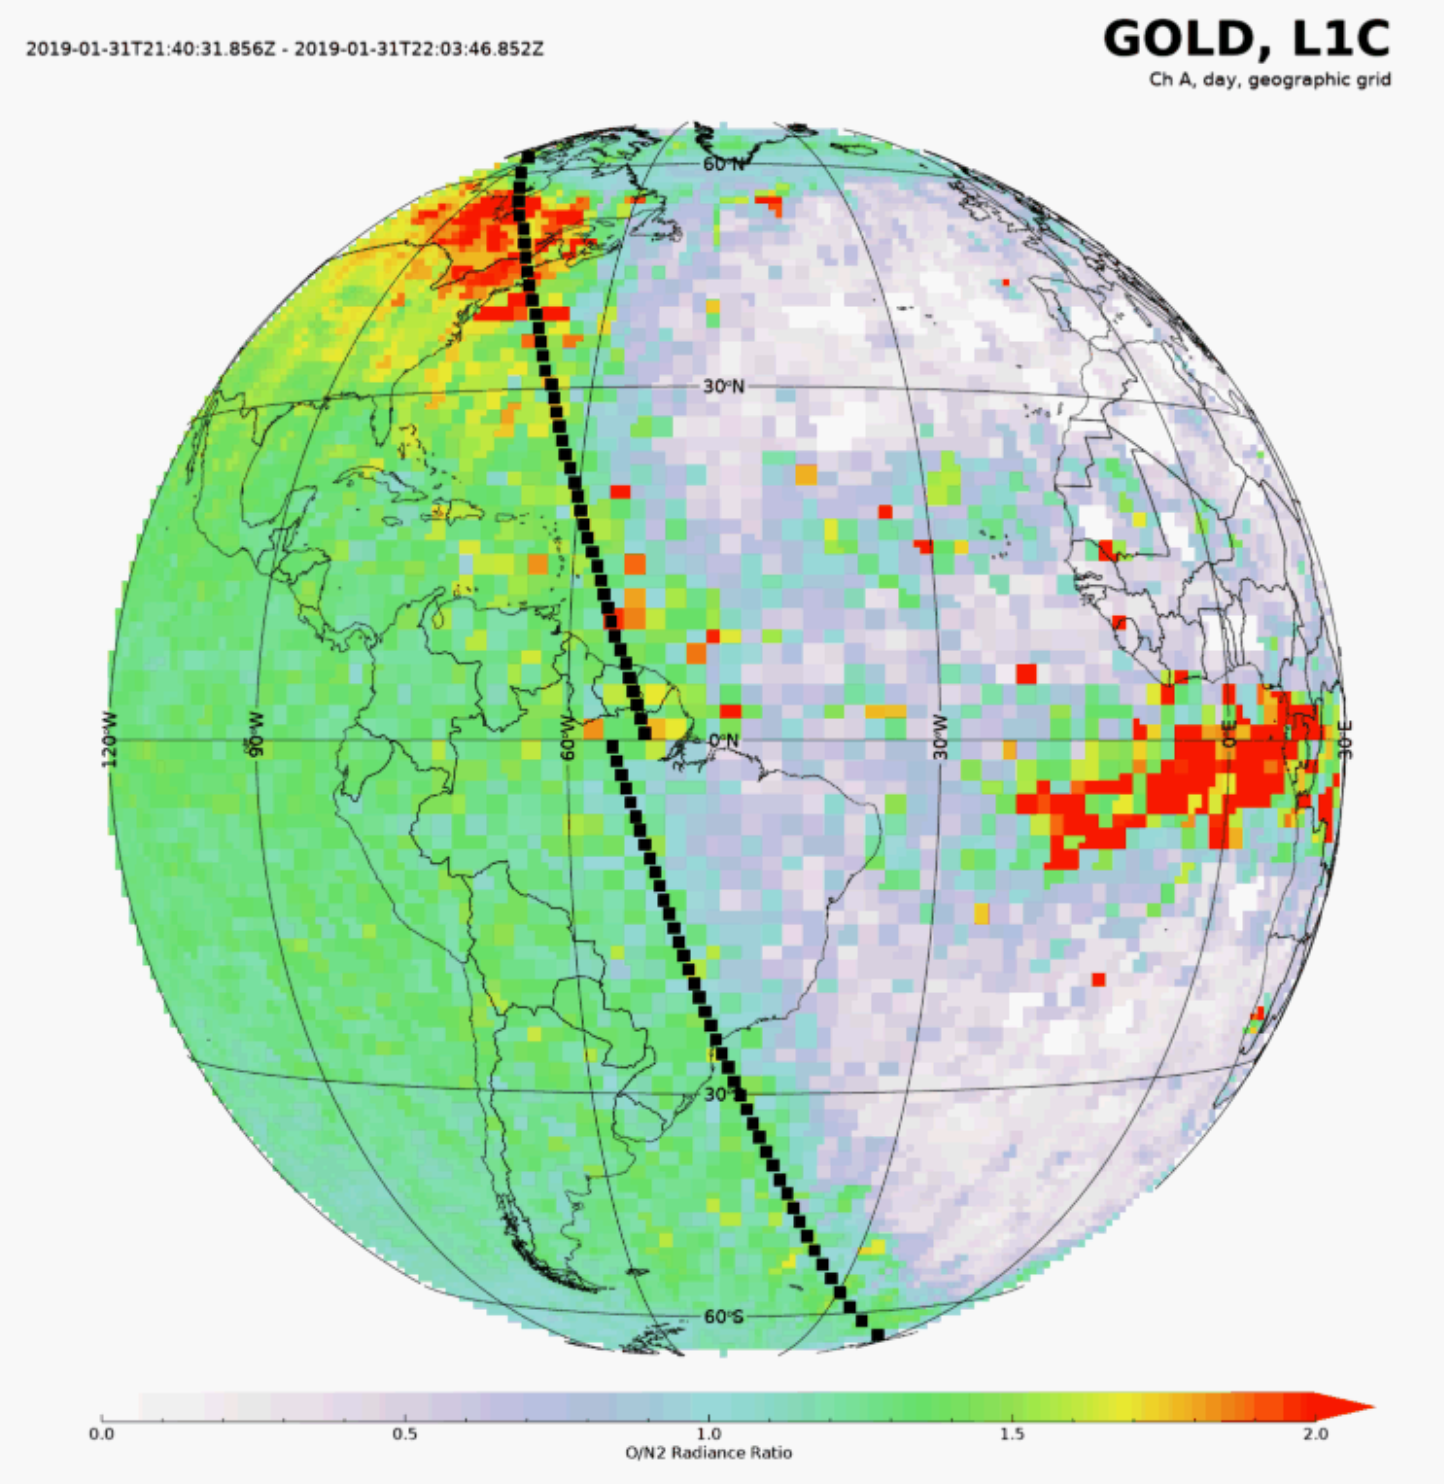 2019-01-31T21:40:31.856Z - 2019-01-31T22:03:46.852Z
GOLD, L1C
Ch A, day, geographic grid
60°N
30°N
120°W
90°W
60°W
0°N
30°W
0°E
30°E
30°S
60°S
0.0 0.5 1.0 1.5 2.0
O/N2 Radiance Ratio